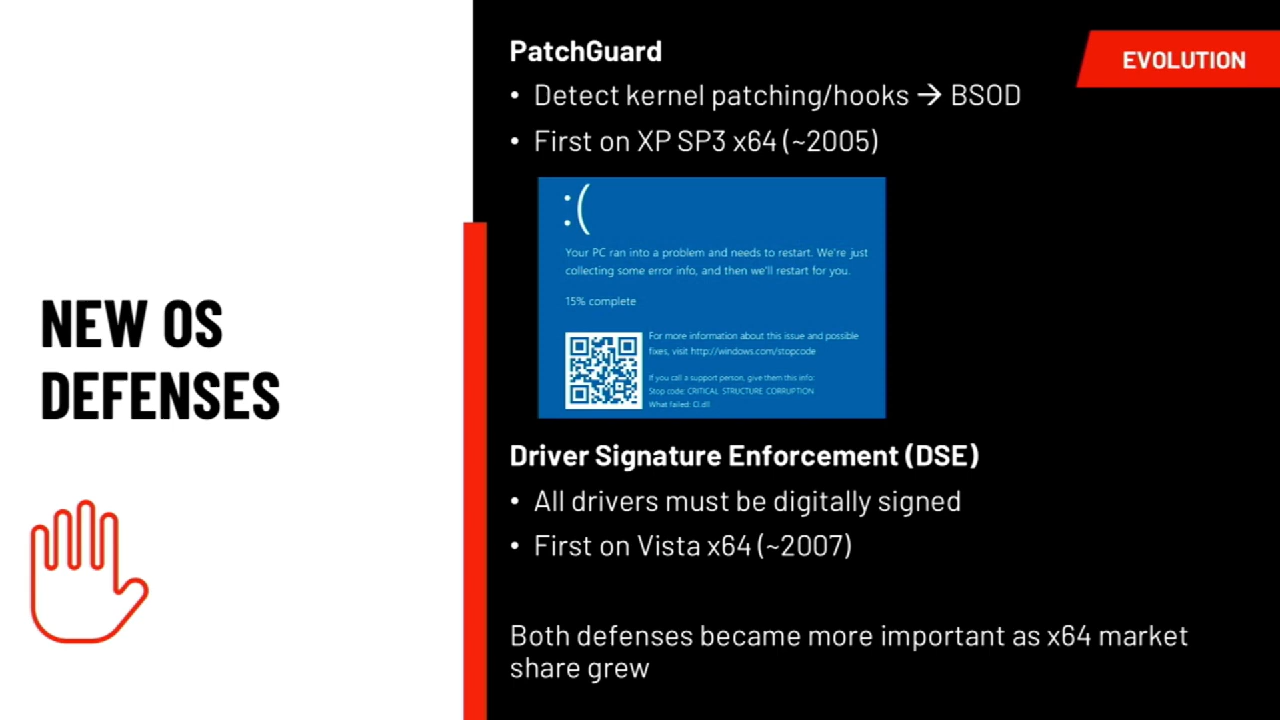 EVOLUTION
NEW OS
DEFENSES
PatchGuard
• Detect kernel patching/hooks → BSOD
• First on XP SP3 x64 (~2005)
:(
Your PC ran into a problem and needs to restart. We're just
collecting some error info, and then we'll restart for you.
15% complete
For more information about this issue and possible
fixes, visit http://windows.com/stopcode
If you call a support person, give them this info:
Stop code: CRITICAL STRUCTURE CORRUPTION
What failed: CI.dll
Driver Signature Enforcement (DSE)
• All drivers must be digitally signed
• First on Vista x64 (~2007)
Both defenses became more important as x64 market
share grew